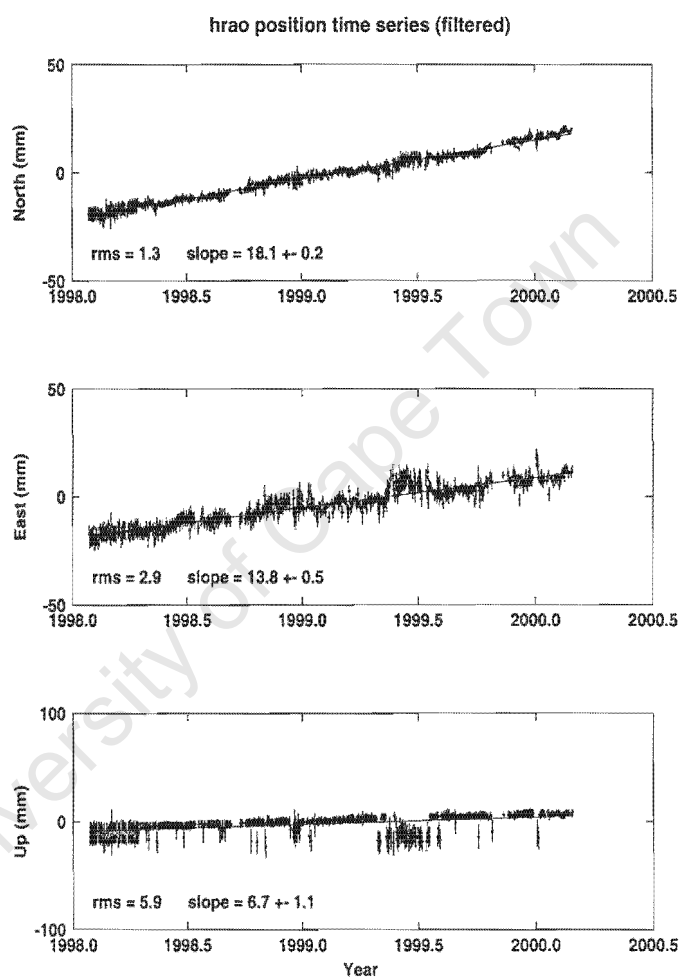 hrao position time series (filtered)
50
North (mm)
0
rms = 1.3 slope = 18.1 +- 0.2
-50
1998.0 1998.5 1999.0 1999.5 2000.0 2000.5
50
East (mm)
0
rms = 2.9 slope = 13.8 +- 0.5
-50
1998.0 1998.5 1999.0 1999.5 2000.0 2000.5
100
Up (mm)
0
rms = 5.9 slope = 6.7 +- 1.1
-100
1998.0 1998.5 1999.0 1999.5 2000.0 2000.5
Year
versity of Cape Town